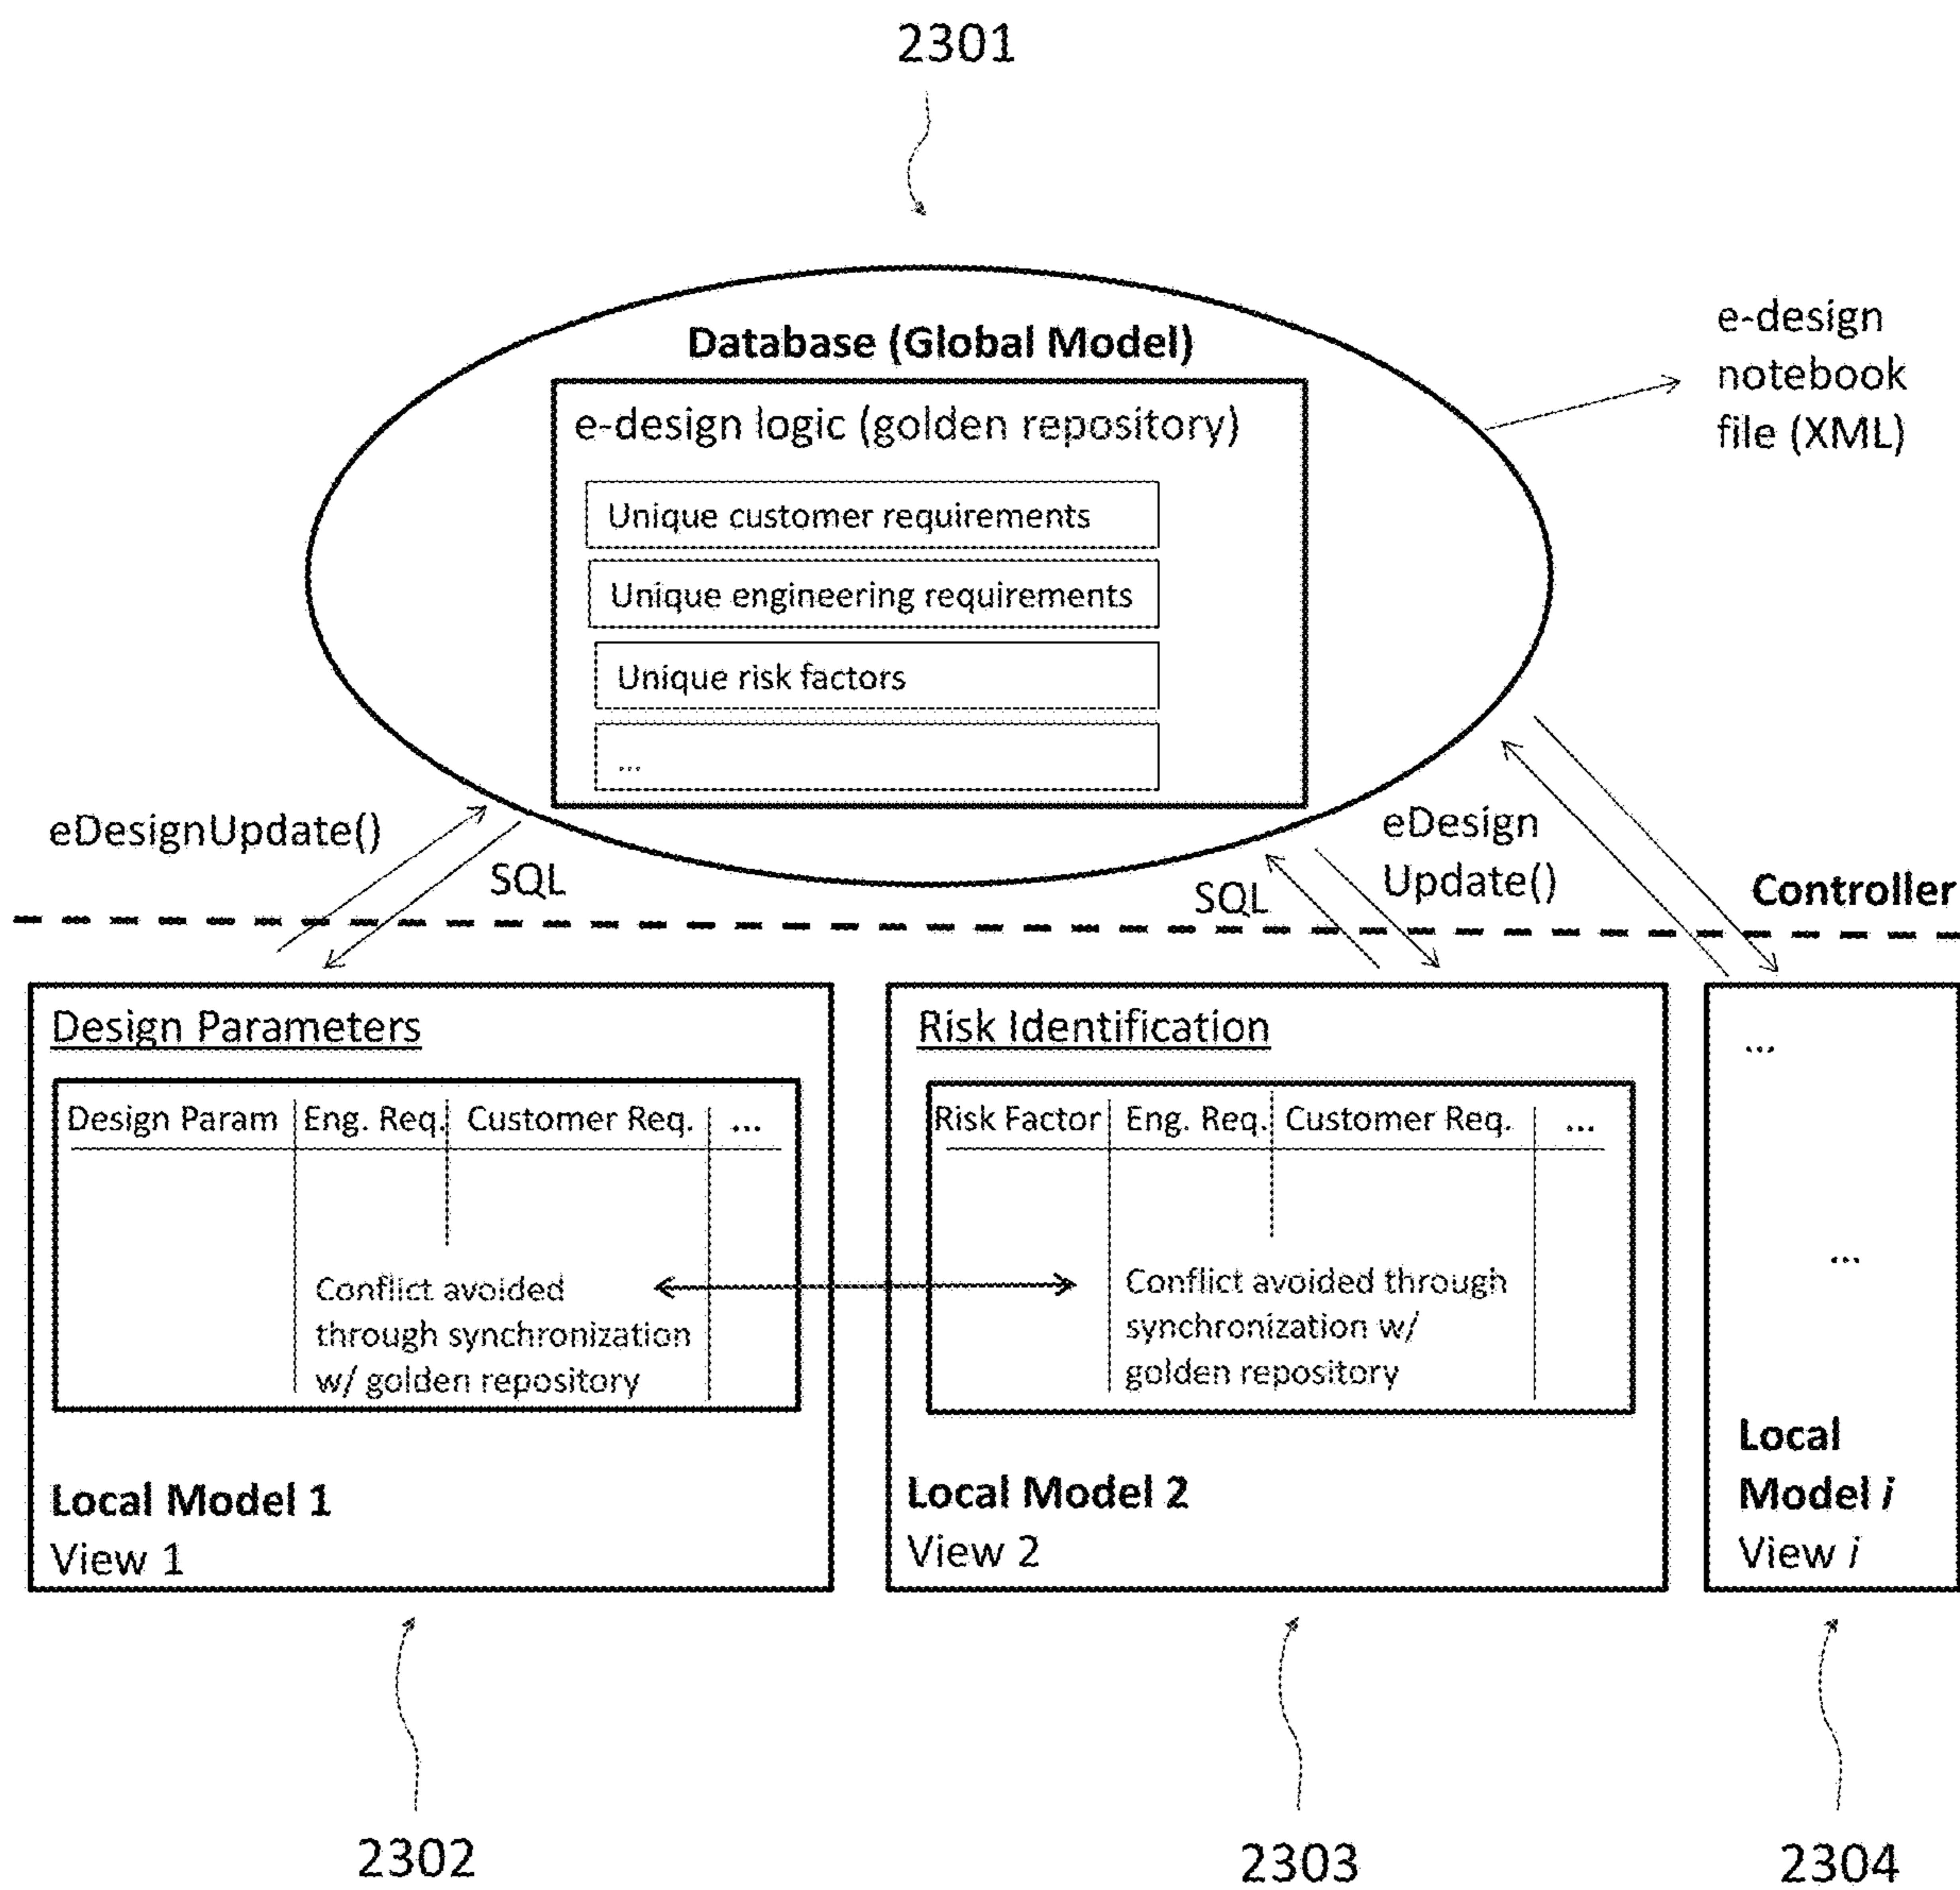 2301
Database (Global Model)
e-design logic (golden repository)
Unique customer requirements
Unique engineering requirements
Unique risk factors
...
e-design
notebook
file (XML)
eDesignUpdate()
SQL
SQL
eDesign
Update()
Controller
Design Parameters
Design Param Eng. Req. Customer Req. ...
Conflict avoided
through synchronization
w/ golden repository
Local Model 1
View 1
Risk Identification
Risk Factor Eng. Req. Customer Req. ...
Conflict avoided through
synchronization w/
golden repository
Local Model 2
View 2
...
...
Local
Model i
View i
2302
2303
2304